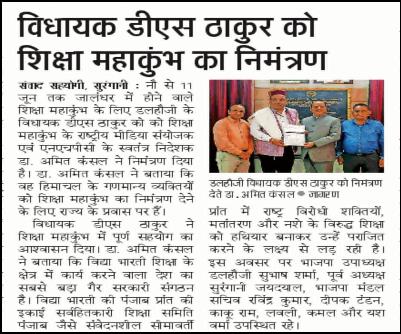 विधायक डीएस ठाकुर को
शिक्षा महाकुंभ का निमंत्रण
संवाद सहयोगी, सुरंगानी : नौ से 11
जून तक जालंधर में होने वाले
शिक्षा महाकुंभ के लिए डलहौजी के
विधायक डीएस ठाकुर को को शिक्षा
महाकुंभ के राष्ट्रीय मीडिया संयोजक
एवं एनएचपीसी के स्वतंत्र निदेशक
डा. अमित कंसल ने निमंत्रण दिया
है। डा. अमित कंसल ने बताया कि
वह हिमाचल के गणमान्य व्यक्तियों
को शिक्षा महाकुंभ का निमंत्रण देने
के लिए राज्य के प्रवास पर हैं।
विधायक डीएस ठाकुर ने
शिक्षा महाकुंभ में पूर्ण सहयोग का
आश्वासन दिया। डा. अमित कंसल
ने बताया कि विद्या भारती शिक्षा के
क्षेत्र में कार्य करने वाला देश का
सबसे बड़ा गैर सरकारी संगठन
है। विद्या भारती की पंजाब प्रांत की
इकाई सर्वहितकारी शिक्षा समिति
पंजाब जैसे संवेदनशील सीमावर्ती
डलहौजी विधायक डीएस ठाकुर को निमंत्रण
देते डा. अमित कंसल ● जागरण
प्रांत में राष्ट्र विरोधी शक्तियों,
मतांतरण और नशे के विरुद्ध शिक्षा
को हथियार बनाकर उन्हें पराजित
करने के लक्ष्य से लड़ रही है।
इस अवसर पर भाजपा उपाध्यक्ष
डलहौजी सुभाष शर्मा, पूर्व अध्यक्ष
सुरंगानी जयदयाल, भाजपा मंडल
सचिव रविंद्र कुमार, दीपक टंडन,
काकू राम, लवली, कमल और यश
वर्मा उपस्थित रहे।